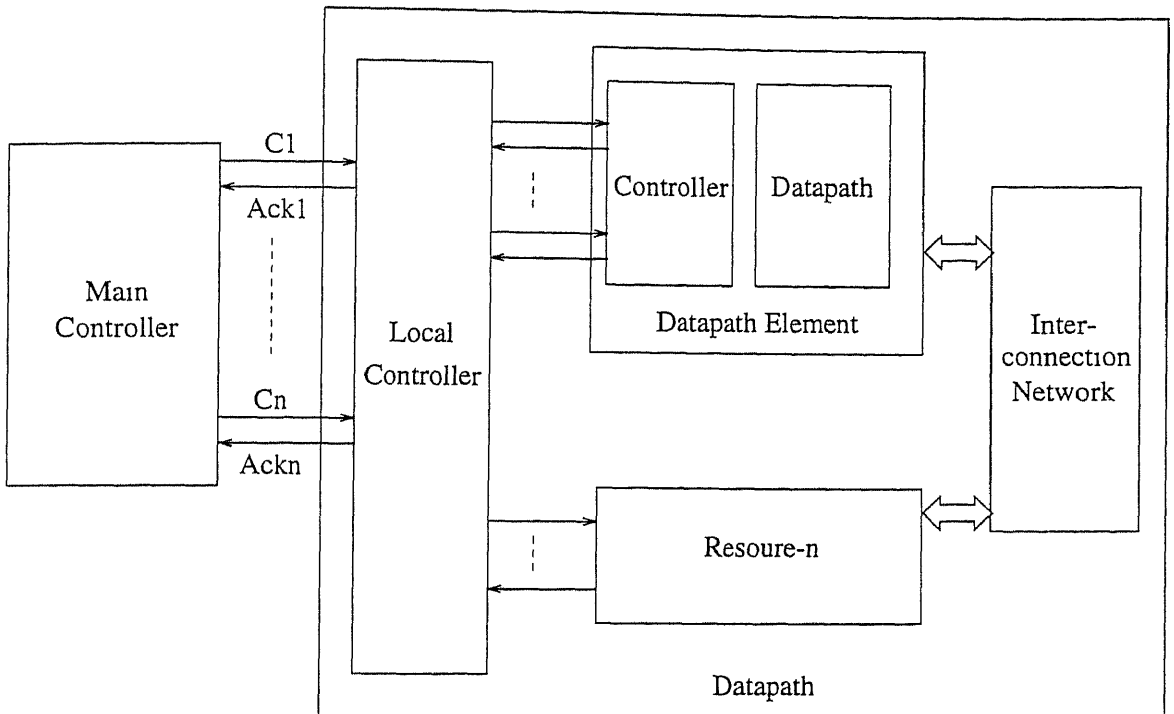 C1
Ack1
Main
Controller
Cn
Ackn
Local
Controller
Controller
Datapath
Datapath Element
Inter-
connection
Network
Resoure-n
Datapath